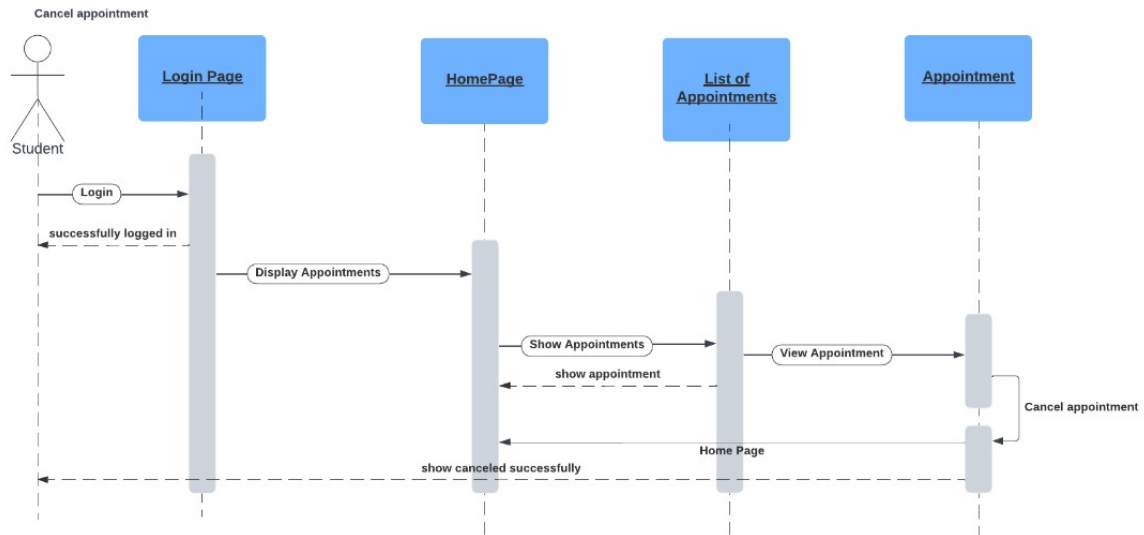 Cancel appointment
Login Page
HomePage
List of
Appointments
Appointment
Student
Login
successfully logged in
Display Appointments
Show Appointments
View Appointment
show appointment
Cancel appointment
Home Page
show canceled successfully